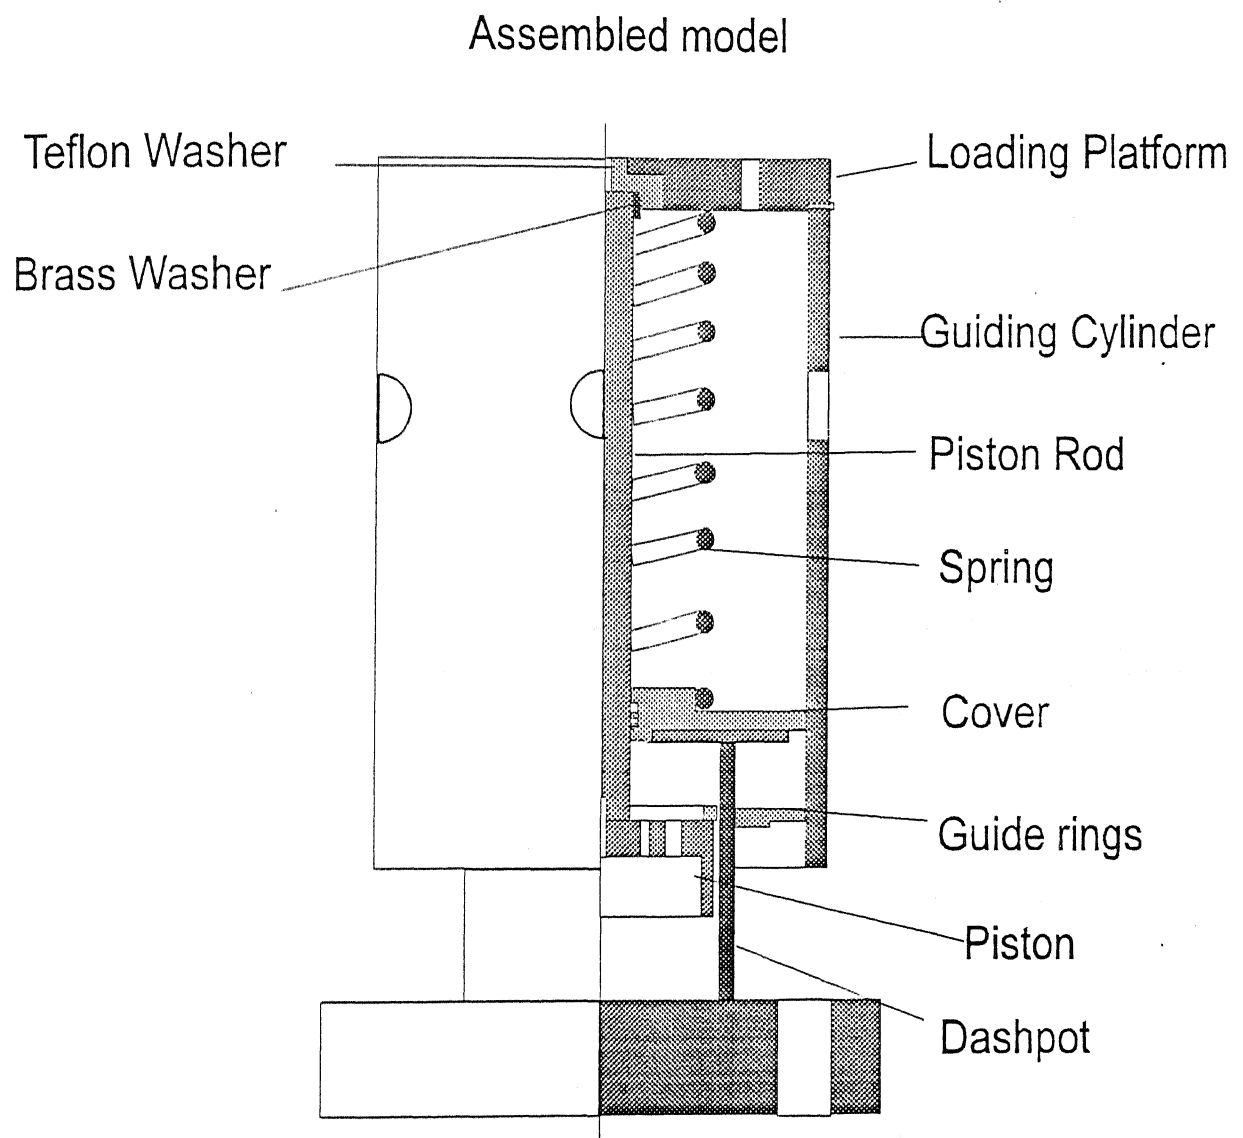 Assembled model
Teflon Washer
Loading Platform
Brass Washer
Guiding Cylinder
Piston Rod
Spring
Cover
Guide rings
Piston
Dashpot